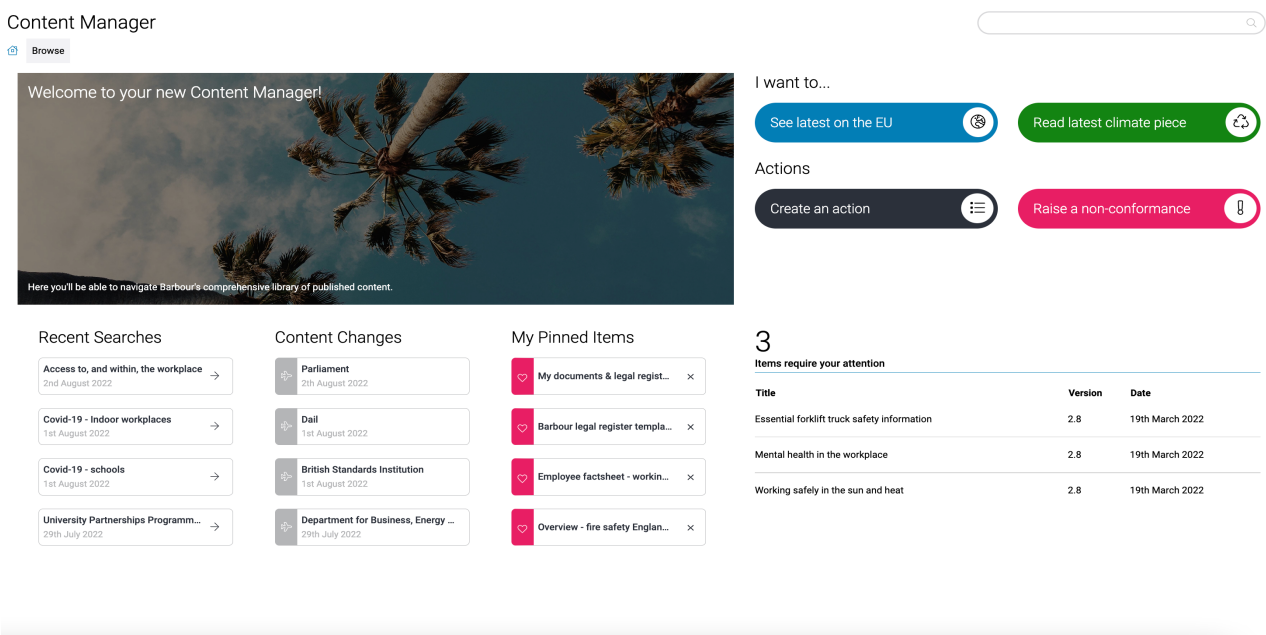 Content Manager
Browse
Welcome to your new Content Manager!
Here you'll be able to navigate Barbour's comprehensive library of published content.
I want to...
See latest on the EU
Read latest climate piece
Actions
Create an action
Raise a non-conformance
Recent Searches
Access to, and within, the workplace
2nd August 2022
Covid-19 - Indoor workplaces
1st August 2022
Covid-19 - schools
1st August 2022
University Partnerships Programm...
29th July 2022
Content Changes
Parliament
2th August 2022
Dail
1st August 2022
British Standards Institution
1st August 2022
Department for Business, Energy ...
29th July 2022
My Pinned Items
My documents & legal regist...
Barbour legal register templa...
Employee factsheet - workin...
Overview - fire safety Englan...
3
Items require your attention
Title Version Date
Essential forklift truck safety information 2.8 19th March 2022
Mental health in the workplace 2.8 19th March 2022
Working safely in the sun and heat 2.8 19th March 2022